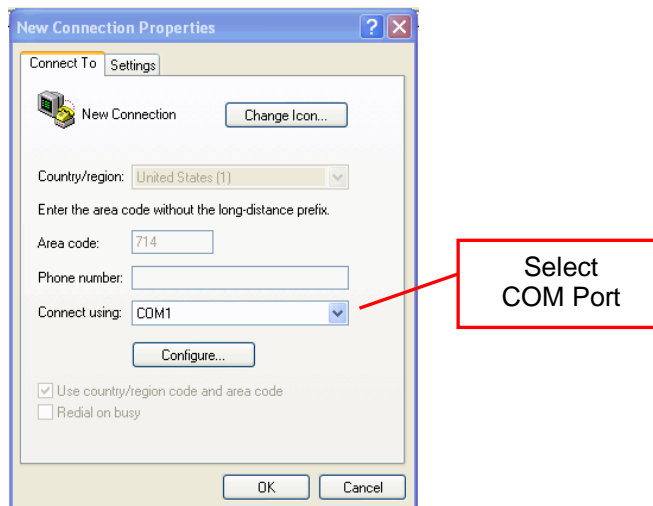 New Connection Properties
Connect To Settings
New Connection Change Icon...
Country/region: United States (1)
Enter the area code without the long-distance prefix.
Area code: 714
Phone number:
Connect using: COM1
Configure...
Use country/region code and area code
Redial on busy
OK Cancel
Select
COM Port